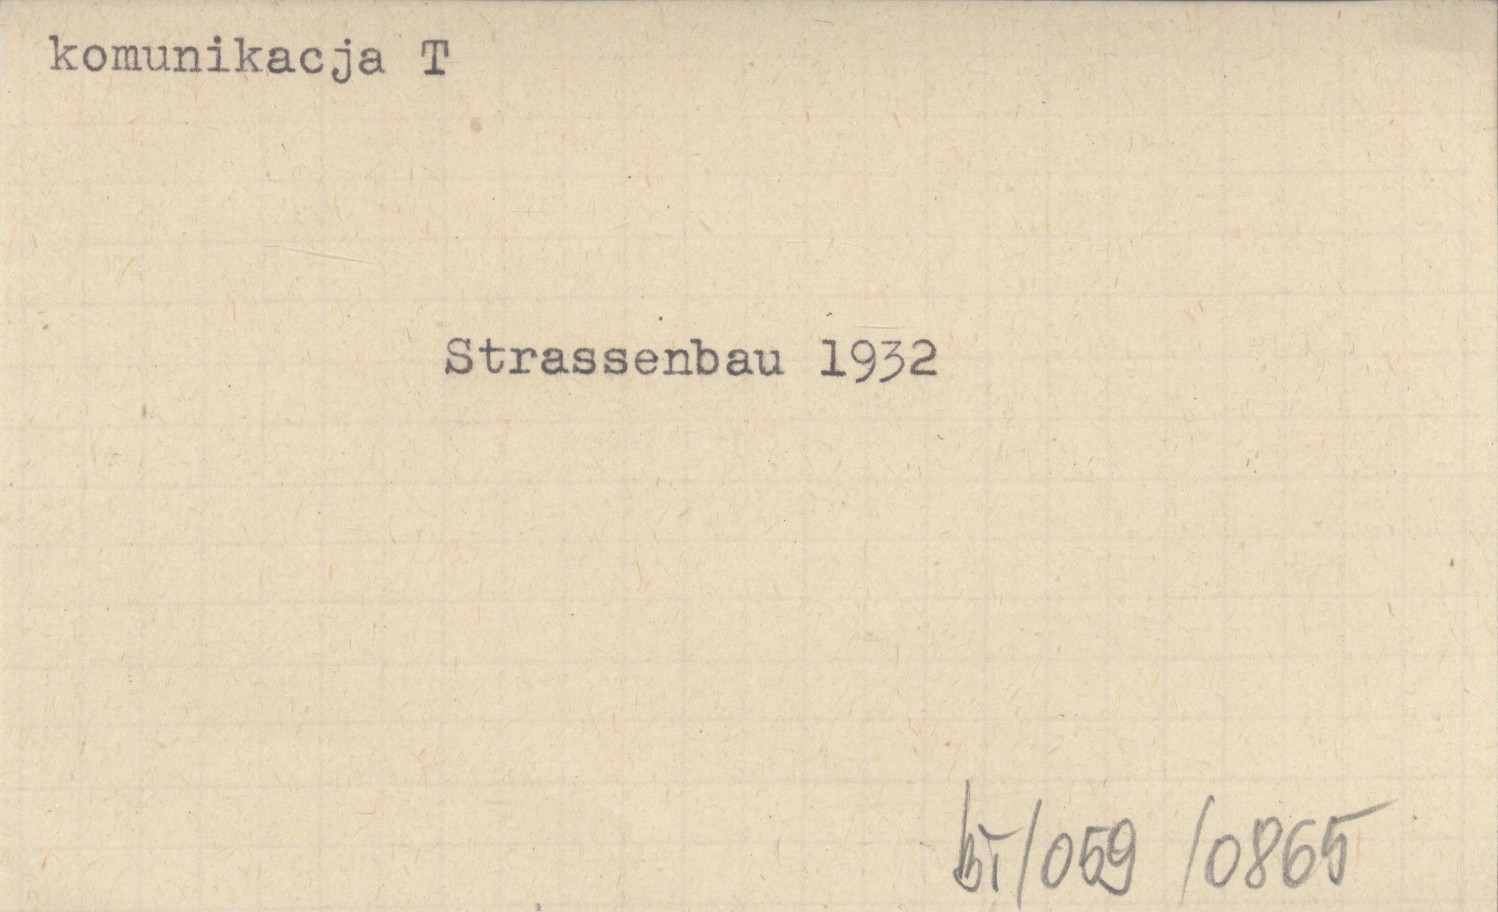 komunikacja T
Strassenbau 1932
bT/059 /0865